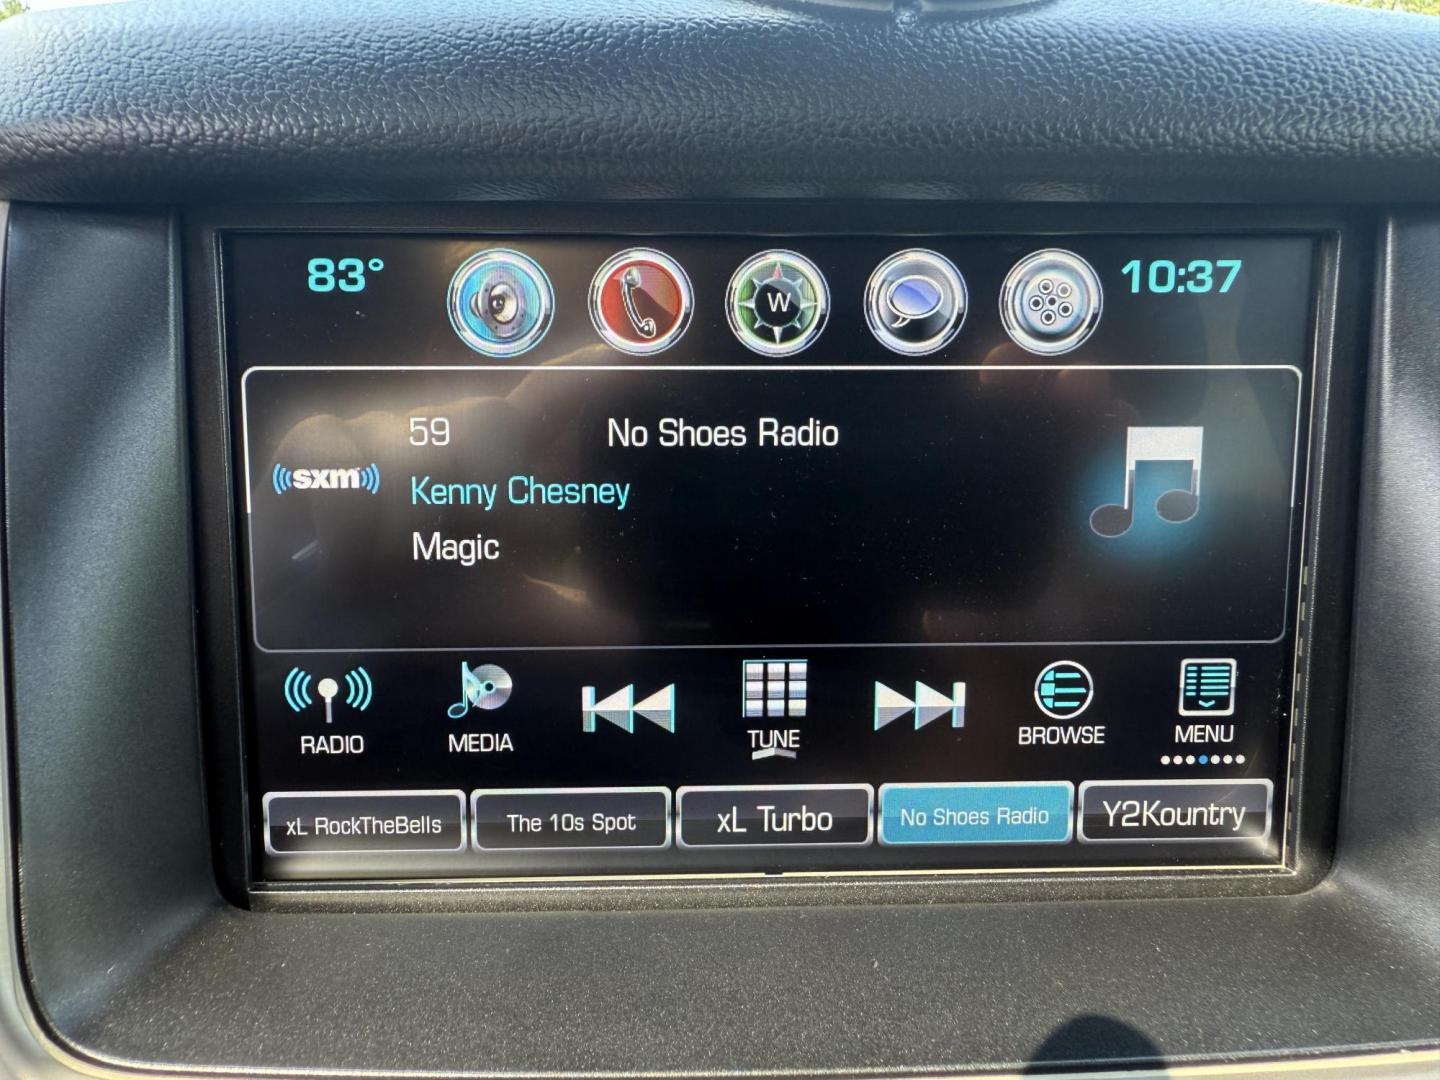 83° W 10:37
59 No Shoes Radio
sxm Kenny Chesney
Magic
RADIO MEDIA TUNE BROWSE MENU
xL RockTheBells The 10s Spot xL Turbo No Shoes Radio Y2Kountry